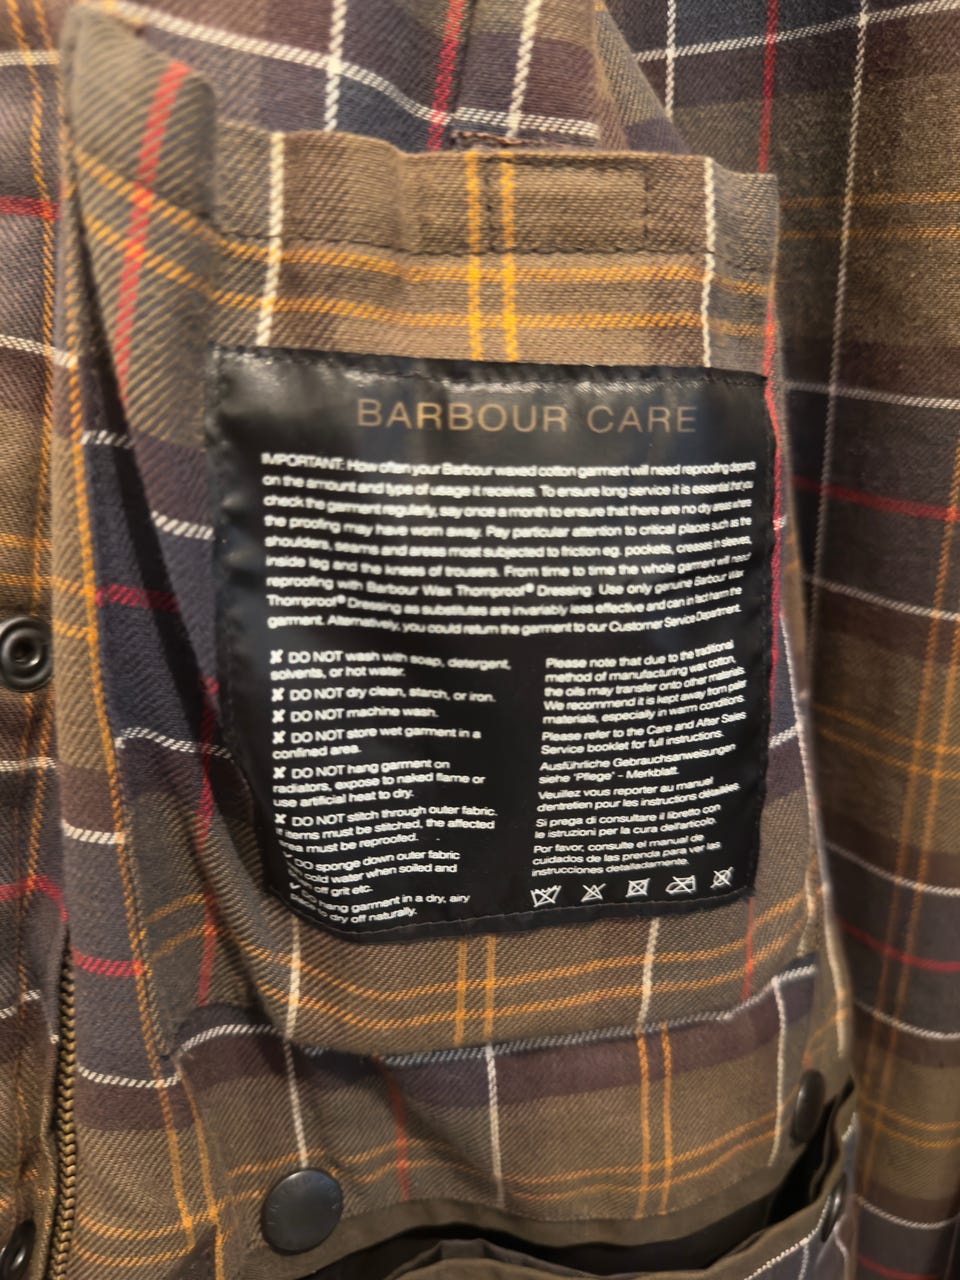 BARBOUR CARE
IMPORTANT: How often your Barbour waxed cotton garment will need reproofing depends
on the amount and type of usage it receives. To ensure long service it is essential that you
check the garment regularly, say once a month to ensure that there are no dry areas where
the proofing may have worn away. Pay particular attention to critical places such as the
shoulders, seams and areas most subjected to friction eg. pockets, creases in sleeves,
inside leg and the knees of trousers. From time to time the whole garment will need
reproofing with Barbour Wax Thornproof® Dressing. Use only genuine Barbour Wax
Thornproof® Dressing as substitutes are invariably less effective and can in fact harm the
garment. Alternatively, you could return the garment to our Customer Service Department.
✘ DO NOT wash with soap, detergent,
solvents, or hot water.
✘ DO NOT dry clean, starch, or iron.
✘ DO NOT machine wash.
✘ DO NOT store wet garment in a
confined area.
✘ DO NOT hang garment on
radiators, expose to naked flame or
use artificial heat to dry.
✘ DO NOT stitch through outer fabric.
If items must be stitched, the affected
area must be reproofed.
✔ DO sponge down outer fabric
cold water when soiled and
off grit etc.
✔ DO hang garment in a dry, airy
place to dry off naturally.
Please note that due to the traditional
method of manufacturing wax cotton,
the oils may transfer onto other materials.
We recommend it is kept away from paler
materials, especially in warm conditions.
Please refer to the Care and After Sales
Service booklet for full instructions.
Ausführliche Gebrauchsanweisungen
siehe 'Pflege' - Merkblatt.
Veuillez vous reporter au manuel
d'entretien pour les instructions détaillées.
Si prega di consultare il libretto con
le istruzioni per la cura dell'articolo.
Por favor, consulte el manual de
cuidados de las prenda para ver las
instrucciones detalladamente.